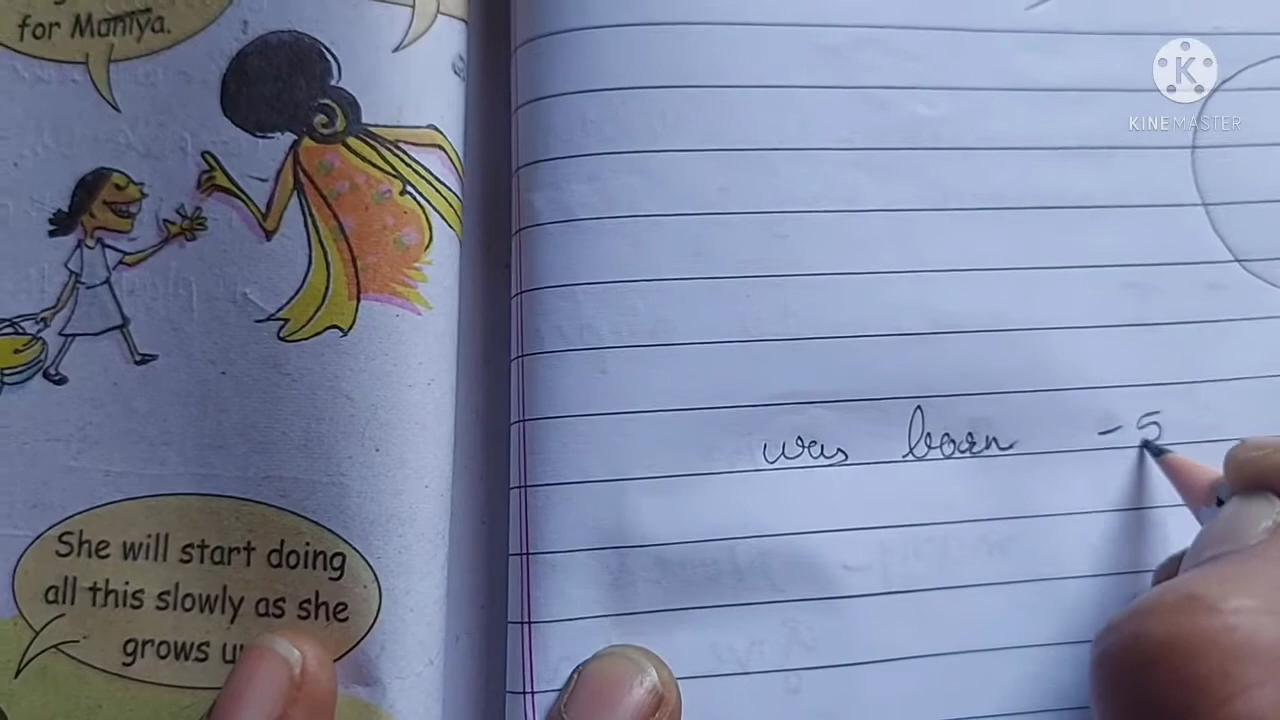 for Muniya.
K
KINEMASTER
was born - 5
She will start doing
all this slowly as she
grows